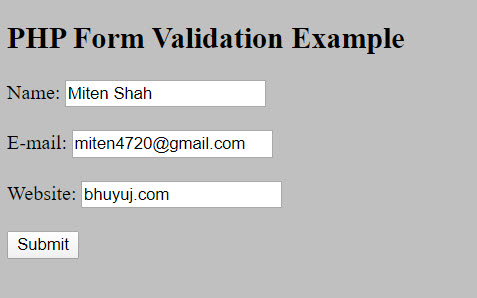 PHP Form Validation Example
Name: Miten Shah
E-mail: miten4720@gmail.com
Website: bhuyuj.com
Submit